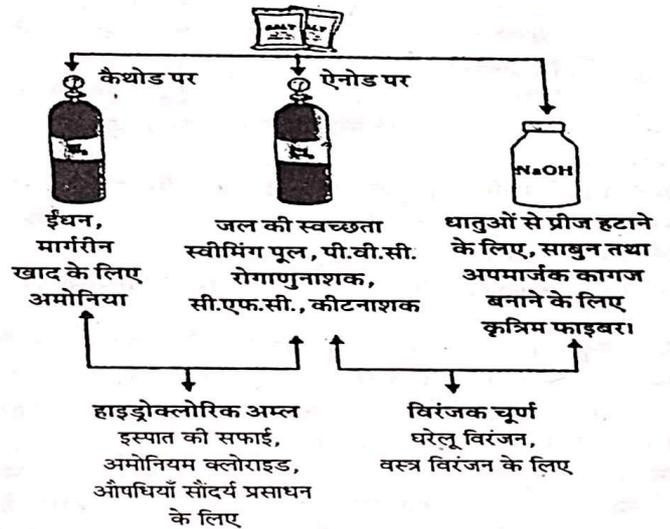 SALT
कैथोड पर
ऐनोड पर
NaOH
ईंधन,
मार्गरीन
खाद के लिए
अमोनिया
जल की स्वच्छता
स्वीमिंग पूल, पी.वी.सी.
रोगाणुनाशक,
सी.एफ.सी., कीटनाशक
धातुओं से प्रीज हटाने
के लिए, साबुन तथा
अपमार्जक कागज
बनाने के लिए
कृत्रिम फाइबर।
हाइड्रोक्लोरिक अम्ल
इस्पात की सफाई,
अमोनियम क्लोराइड,
औषधियाँ सौंदर्य प्रसाधन
के लिए
विरंजक चूर्ण
घरेलू विरंजन,
वस्त्र विरंजन के लिए